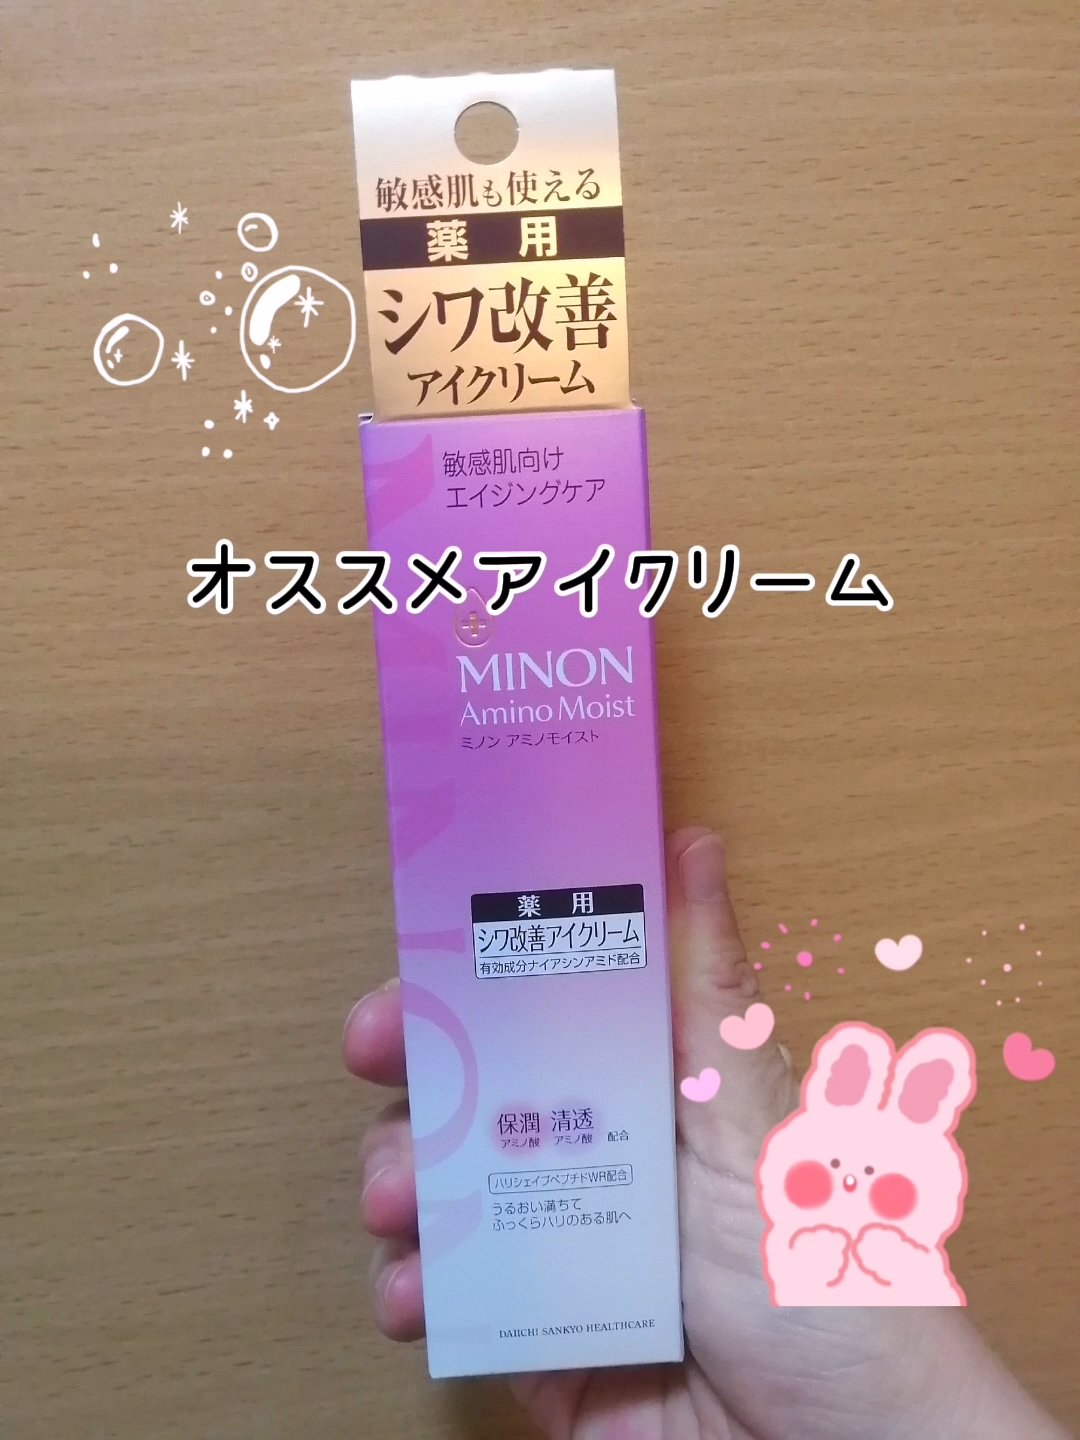 敏感肌も使える
薬用
シワ改善
アイクリーム
敏感肌向け
エイジングケア
オススメアイクリーム
MINON
Amino Moist
ミノン アミノモイスト
薬用
シワ改善アイクリーム
有効成分ナイアシンアミド配合
保潤 清透
アミノ酸 アミノ酸 配合
ハリシェイプペプチドWR配合
うるおい満ちて
ふっくらハリのある肌へ
DAIICHI SANKYO HEALTHCARE